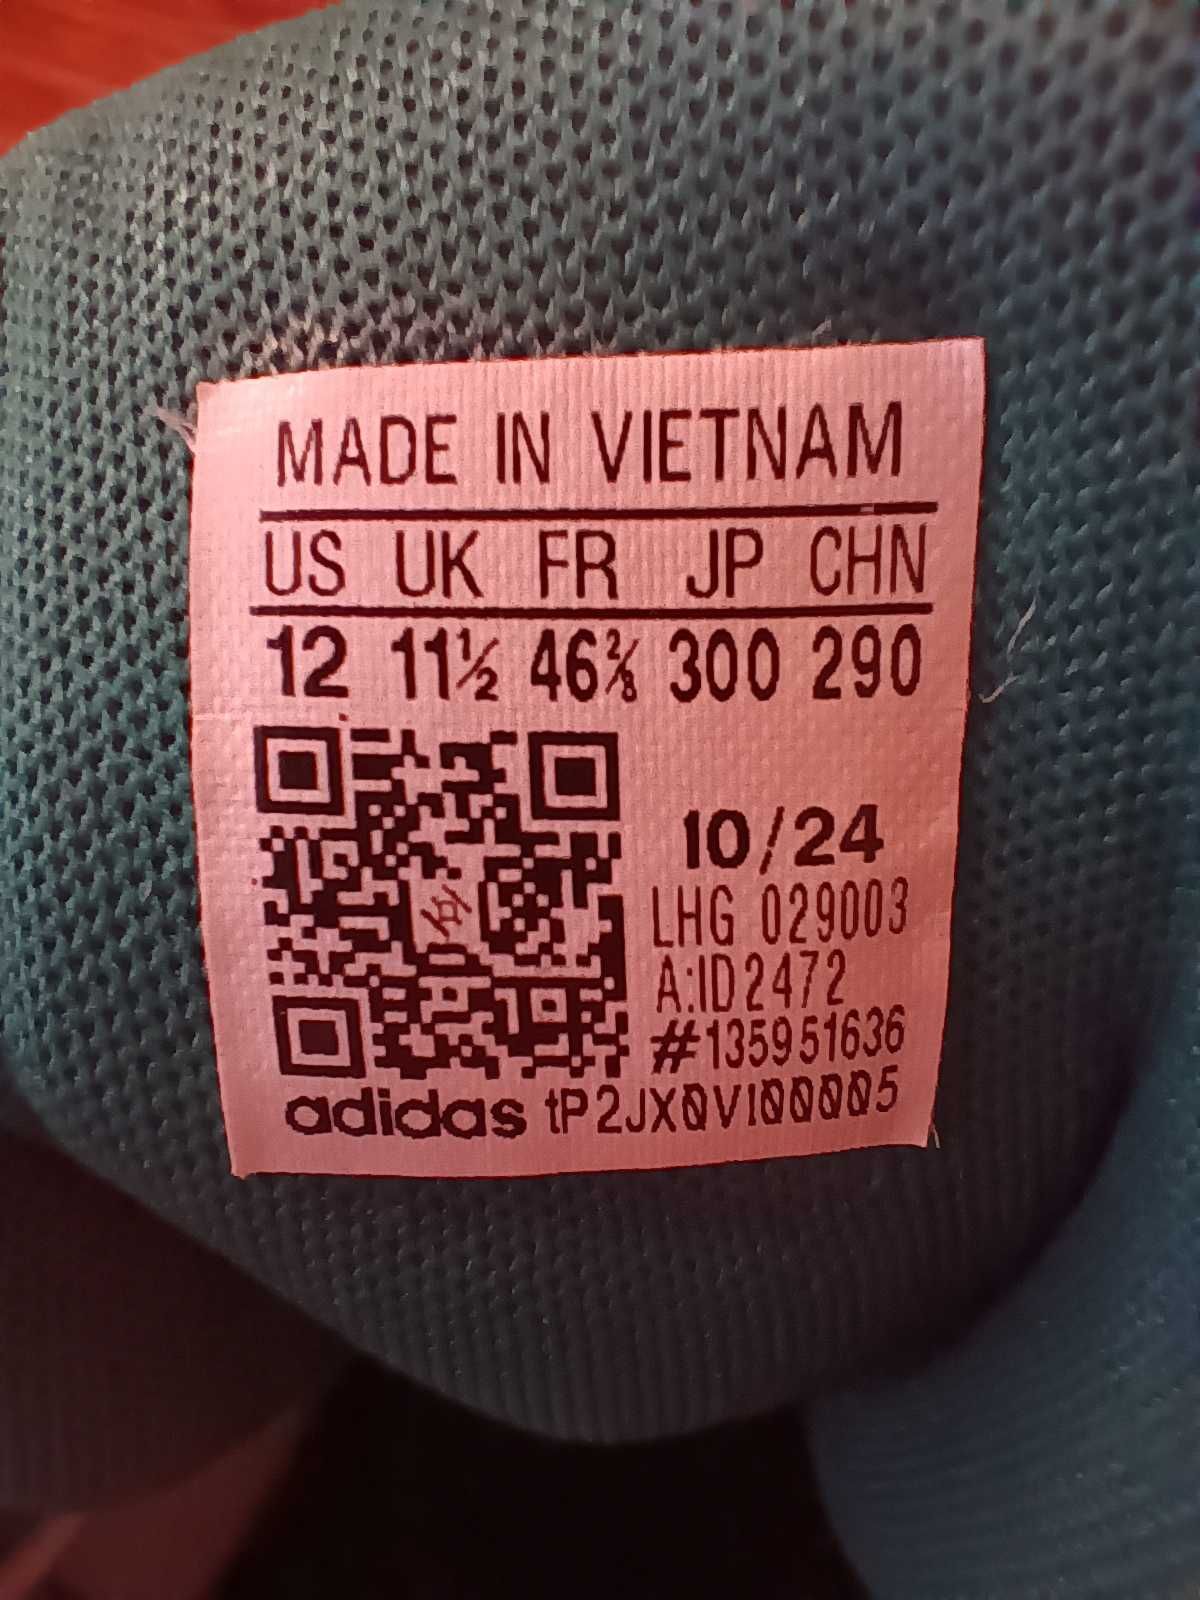 MADE IN VIETNAM
US UK FR JP CHN
12 11½ 46⅔ 300 290
10/24
LHG 029003
A:ID2472
#135951636
adidas tP2JX0VI000005